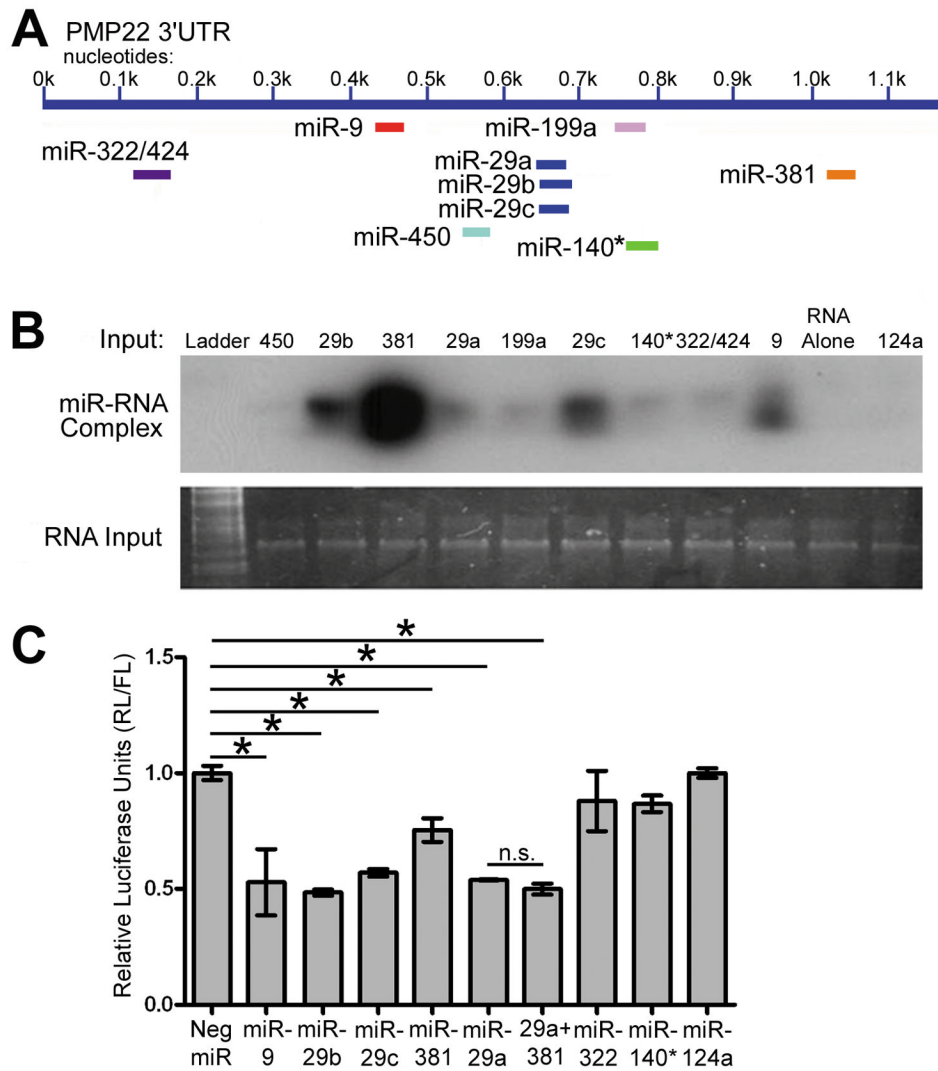 A
PMP22 3'UTR
nucleotides:
0k 0.1k 0.2k 0.3k 0.4k 0.5k 0.6k 0.7k 0.8k 0.9k 1.0k 1.1k
miR-9 miR-199a
miR-322/424
miR-29a
miR-29b
miR-29c
miR-381
miR-450
miR-140*
B
Input: Ladder 450 29b 381 29a 199a 29c 140* 322/424 9 RNA Alone 124a
miR-RNA
Complex
RNA Input
C
Relative Luciferase Units (RL/FL)
1.5
1.0
0.5
0.0
*
*
*
*
*
*
n.s.
Neg miR- miR- miR- miR- miR- 29a+ miR- miR- miR-
miR 9 29b 29c 381 29a 381 322 140* 124a